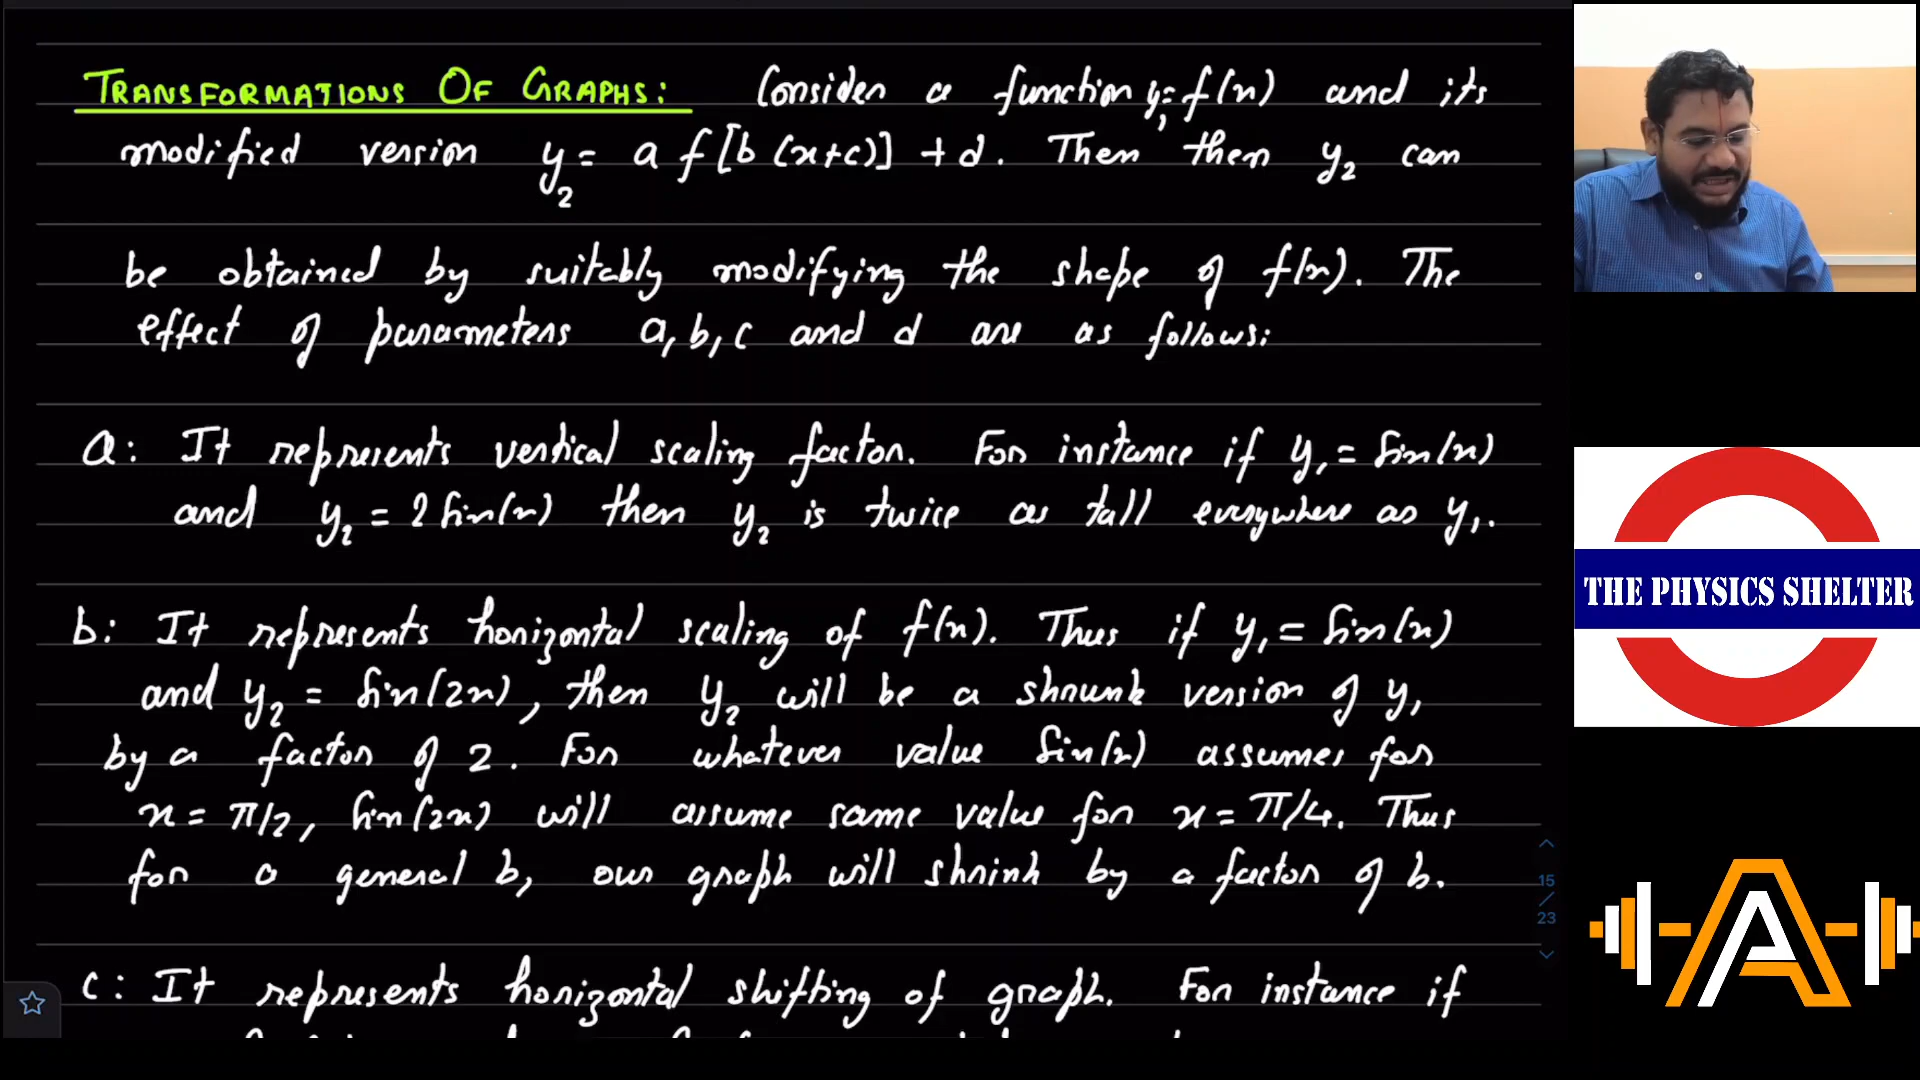 TRANSFORMATIONS OF GRAPHS: Consider a function y₁= f(x) and its
modified version y₂ = a f[b (x+c)] + d. Then then y₂ can
be obtained by suitably modifying the shape of f(x). The
effect of parameters a, b, c and d are as follows:
a: It represents vertical scaling factor. For instance if y₁ = Sin(x)
and y₂ = 2 Sin(x) then y₂ is twice as tall everywhere as y₁.
b: It represents horizontal scaling of f(x). Thus if y₁ = Sin(x)
and y₂ = Sin(2x), then y₂ will be a shrunk version of y₁
by a factor of 2. For whatever value Sin(x) assumes for
x = π/2, Sin(2x) will assume same value for x = π/4. Thus
for a general b, our graph will shrink by a factor of b.
c: It represents horizontal shifting of graph. For instance if
15
/
23
THE PHYSICS SHELTER
A